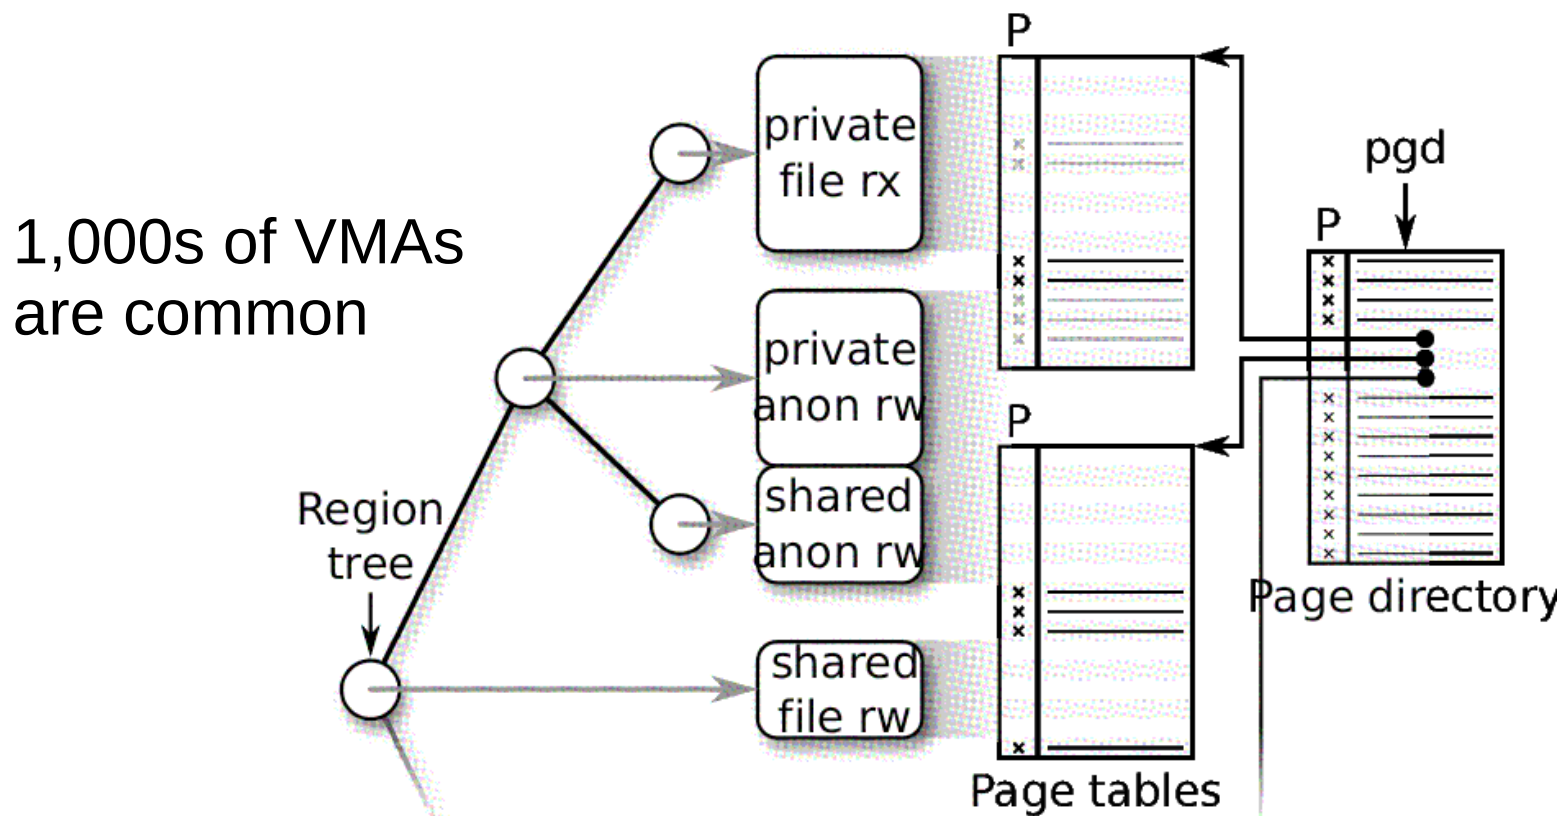 1,000s of VMAs
are common
Region
tree
private
file rx
private
anon rw
shared
anon rw
shared
file rw
P
P
Page tables
pgd
P
Page directory